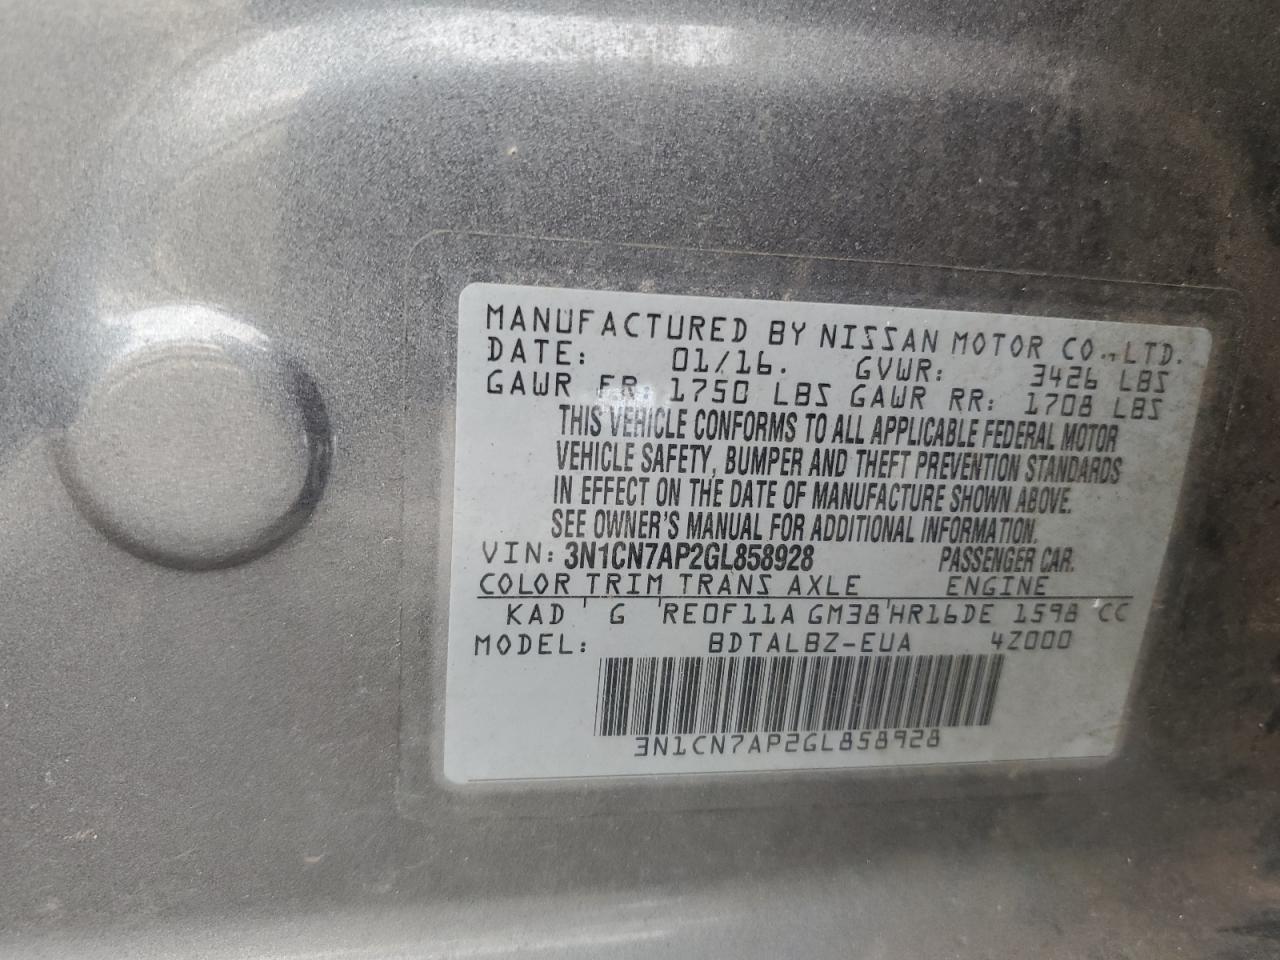 MANUFACTURED BY NISSAN MOTOR CO.,LTD.
DATE: 01/16. GVWR: 3426 LBS
GAWR FR: 1750 LBS GAWR RR: 1708 LBS
THIS VEHICLE CONFORMS TO ALL APPLICABLE FEDERAL MOTOR
VEHICLE SAFETY, BUMPER AND THEFT PREVENTION STANDARDS
IN EFFECT ON THE DATE OF MANUFACTURE SHOWN ABOVE.
SEE OWNER'S MANUAL FOR ADDITIONAL INFORMATION.
VIN: 3N1CN7AP2GL858928 PASSENGER CAR.
COLOR TRIM TRANS AXLE ENGINE
KAD ' G 'RE0F11A GM38'HR16DE 1598 CC
MODEL: BDTALBZ-EUA 4Z000
3N1CN7AP2GL858928